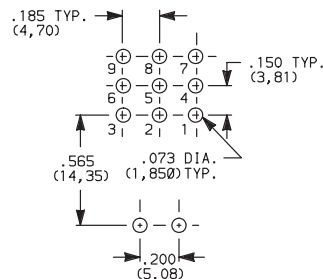 .185 TYP.
(4,70)
9 8 7
.150 TYP.
(3,81)
6 5 4
3 2 1
.565
(14,35)
.073 DIA.
(1,850)TYP.
.200
(5.08)